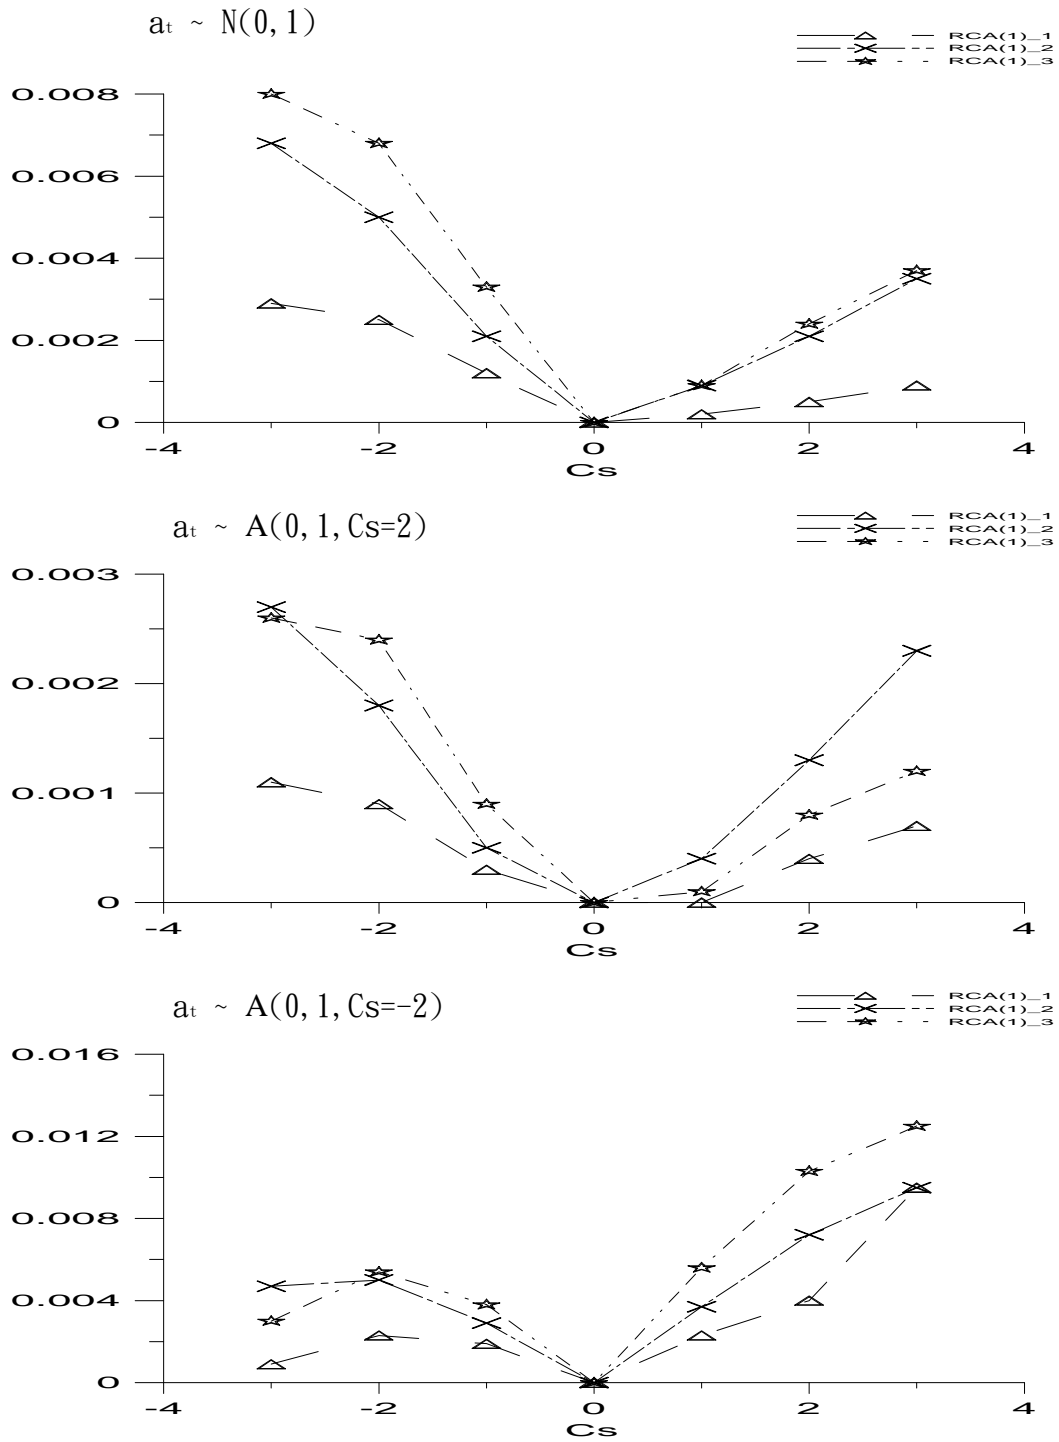 aₜ ~ N(0,1)
RCA(1)_1
RCA(1)_2
RCA(1)_3
0.008
0.006
0.004
0.002
0
-4 -2 0 2 4
Cs
aₜ ~ A(0,1,Cs=2)
RCA(1)_1
RCA(1)_2
RCA(1)_3
0.003
0.002
0.001
0
-4 -2 0 2 4
Cs
aₜ ~ A(0,1,Cs=-2)
RCA(1)_1
RCA(1)_2
RCA(1)_3
0.016
0.012
0.008
0.004
0
-4 -2 0 2 4
Cs